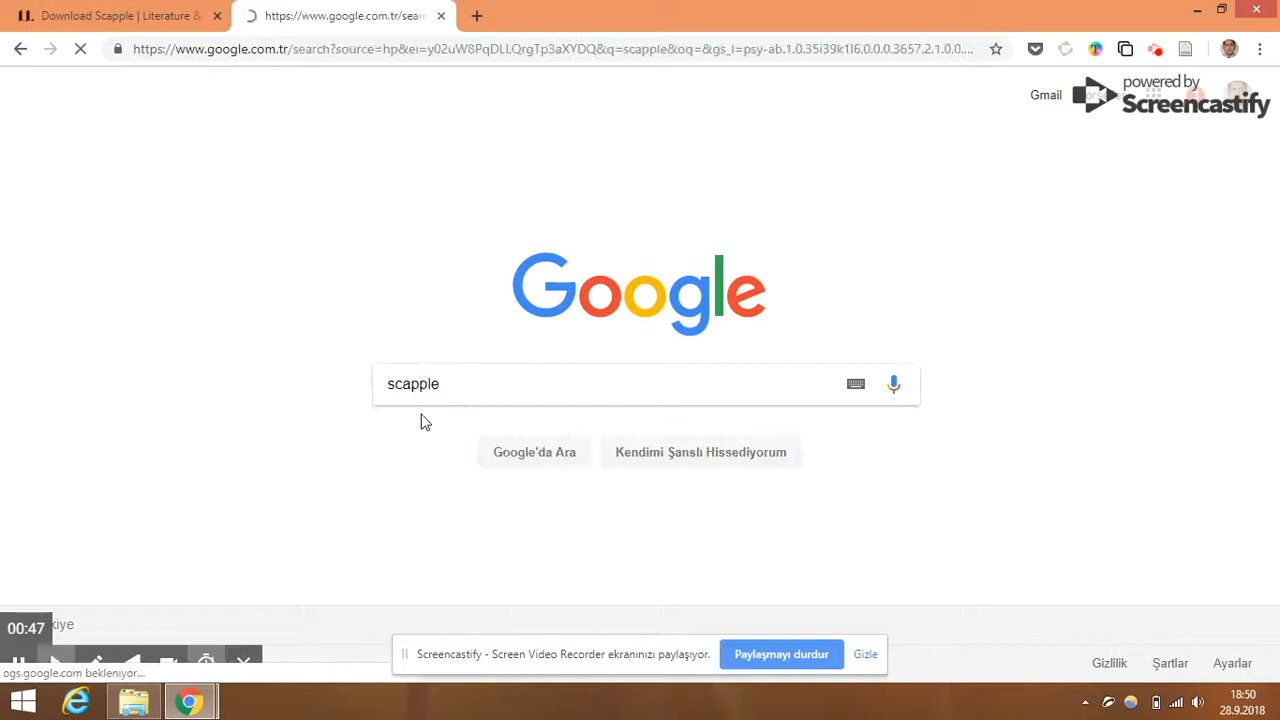 Download Scapple | Literature &
https://www.google.com.tr/sear
https://www.google.com.tr/search?source=hp&ei=y02uW8PqDLLQrgTp3aXYDQ&q=scapple&oq=&gs_l=psy-ab.1.0.35i39k1l6.0.0.0.3657.2.1.0.0....
Gmail
powered by
Screencastify
Google
scapple
Google'da Ara
Kendimi Şanslı Hissediyorum
00:47
kiye
Screencastify - Screen Video Recorder ekranınızı paylaşıyor.
Paylaşmayı durdur
Gizle
Gizlilik
Şartlar
Ayarlar
ogs.google.com bekleniyor...
18:50
28.9.2018